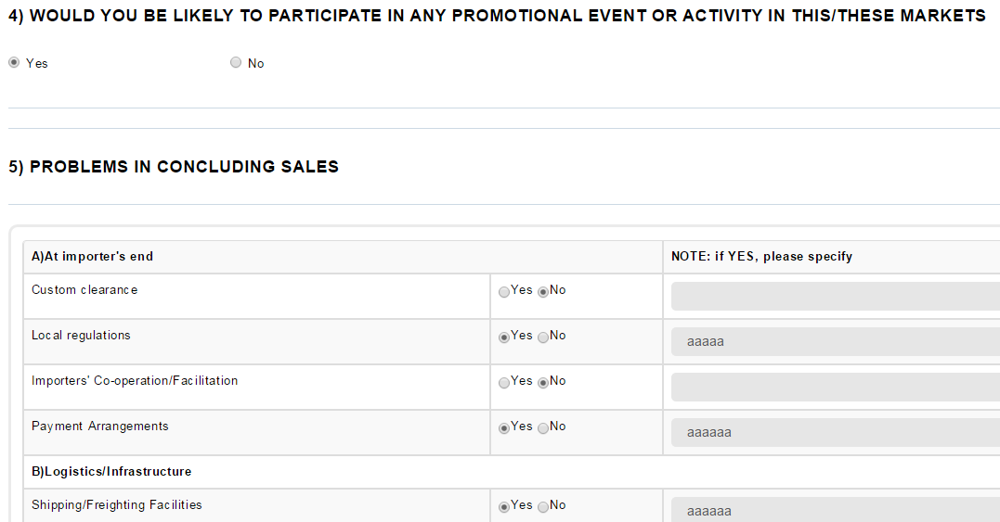 4) WOULD YOU BE LIKELY TO PARTICIPATE IN ANY PROMOTIONAL EVENT OR ACTIVITY IN THIS/THESE MARKETS
Yes No
5) PROBLEMS IN CONCLUDING SALES
A)At importer's end NOTE: if YES, please specify
Custom clearance Yes No
Local regulations Yes No aaaaa
Importers' Co-operation/Facilitation Yes No
Payment Arrangements Yes No aaaaaa
B)Logistics/Infrastructure
Shipping/Freighting Facilities Yes No aaaaaa